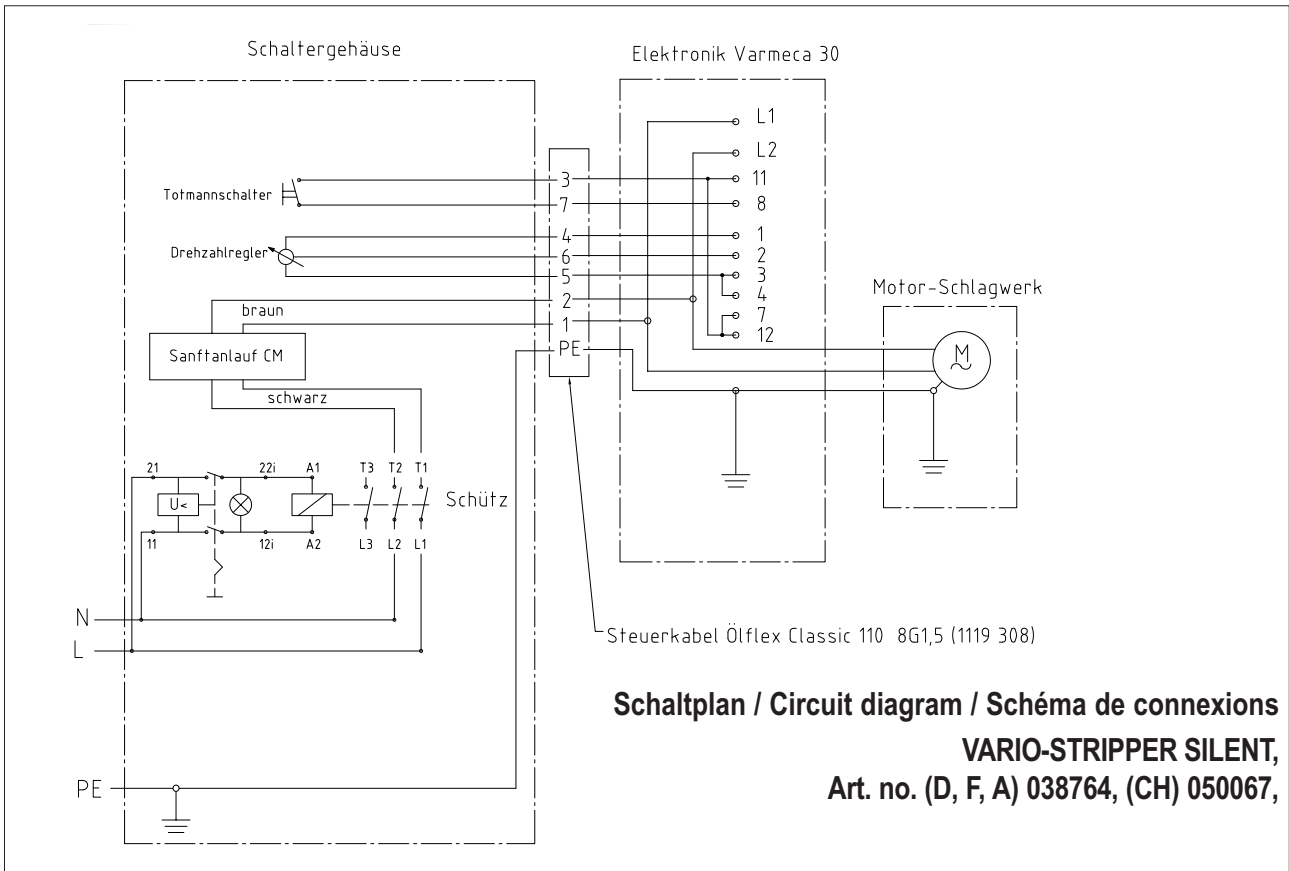 Schaltergehäuse
Elektronik Varmeca 30
L1
L2
Totmannschalter
3
11
7
8
Drehzahlregler
4
1
6
2
5
3
4
2
7
braun
1
12
Motor-Schlagwerk
M
Sanftanlauf CM
PE
schwarz
21
22i
A1
T3
T2
T1
U<
Schütz
11
12i
A2
L3
L2
L1
N
L
Steuerkabel Ölflex Classic 110 8G1,5 (1119 308)
PE
Schaltplan / Circuit diagram / Schéma de connexions
VARIO-STRIPPER SILENT,
Art. no. (D, F, A) 038764, (CH) 050067,